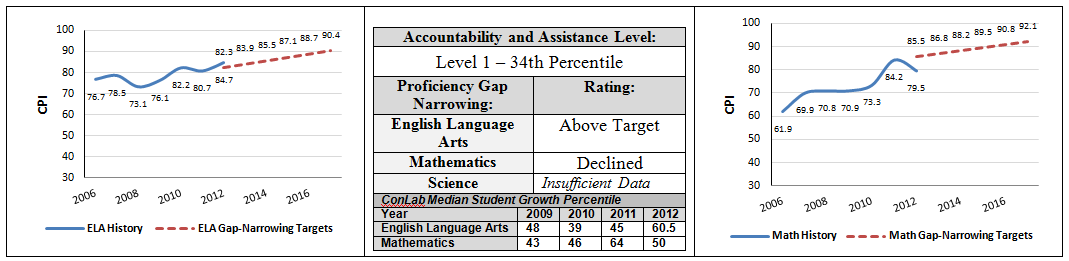 100
90
80
70
60
50
40
30
CPI
82.3 83.9 85.5 87.1 88.7 90.4
76.7 78.5 73.1 76.1 82.2 80.7 84.7
2006 2008 2010 2012 2014 2016
ELA History ELA Gap-Narrowing Targets
Accountability and Assistance Level:
Level 1 – 34th Percentile
Proficiency Gap
Narrowing:
Rating:
English Language
Arts
Above Target
Mathematics Declined
Science Insufficient Data
ConLab Median Student Growth Percentile
Year 2009 2010 2011 2012
English Language Arts 48 39 45 60.5
Mathematics 43 46 64 50
100
90
80
70
60
50
40
30
CPI
85.5 86.8 88.2 89.5 90.8 92.1
61.9 69.9 70.8 70.9 73.3 84.2 79.5
2006 2008 2010 2012 2014 2016
Math History Math Gap-Narrowing Targets